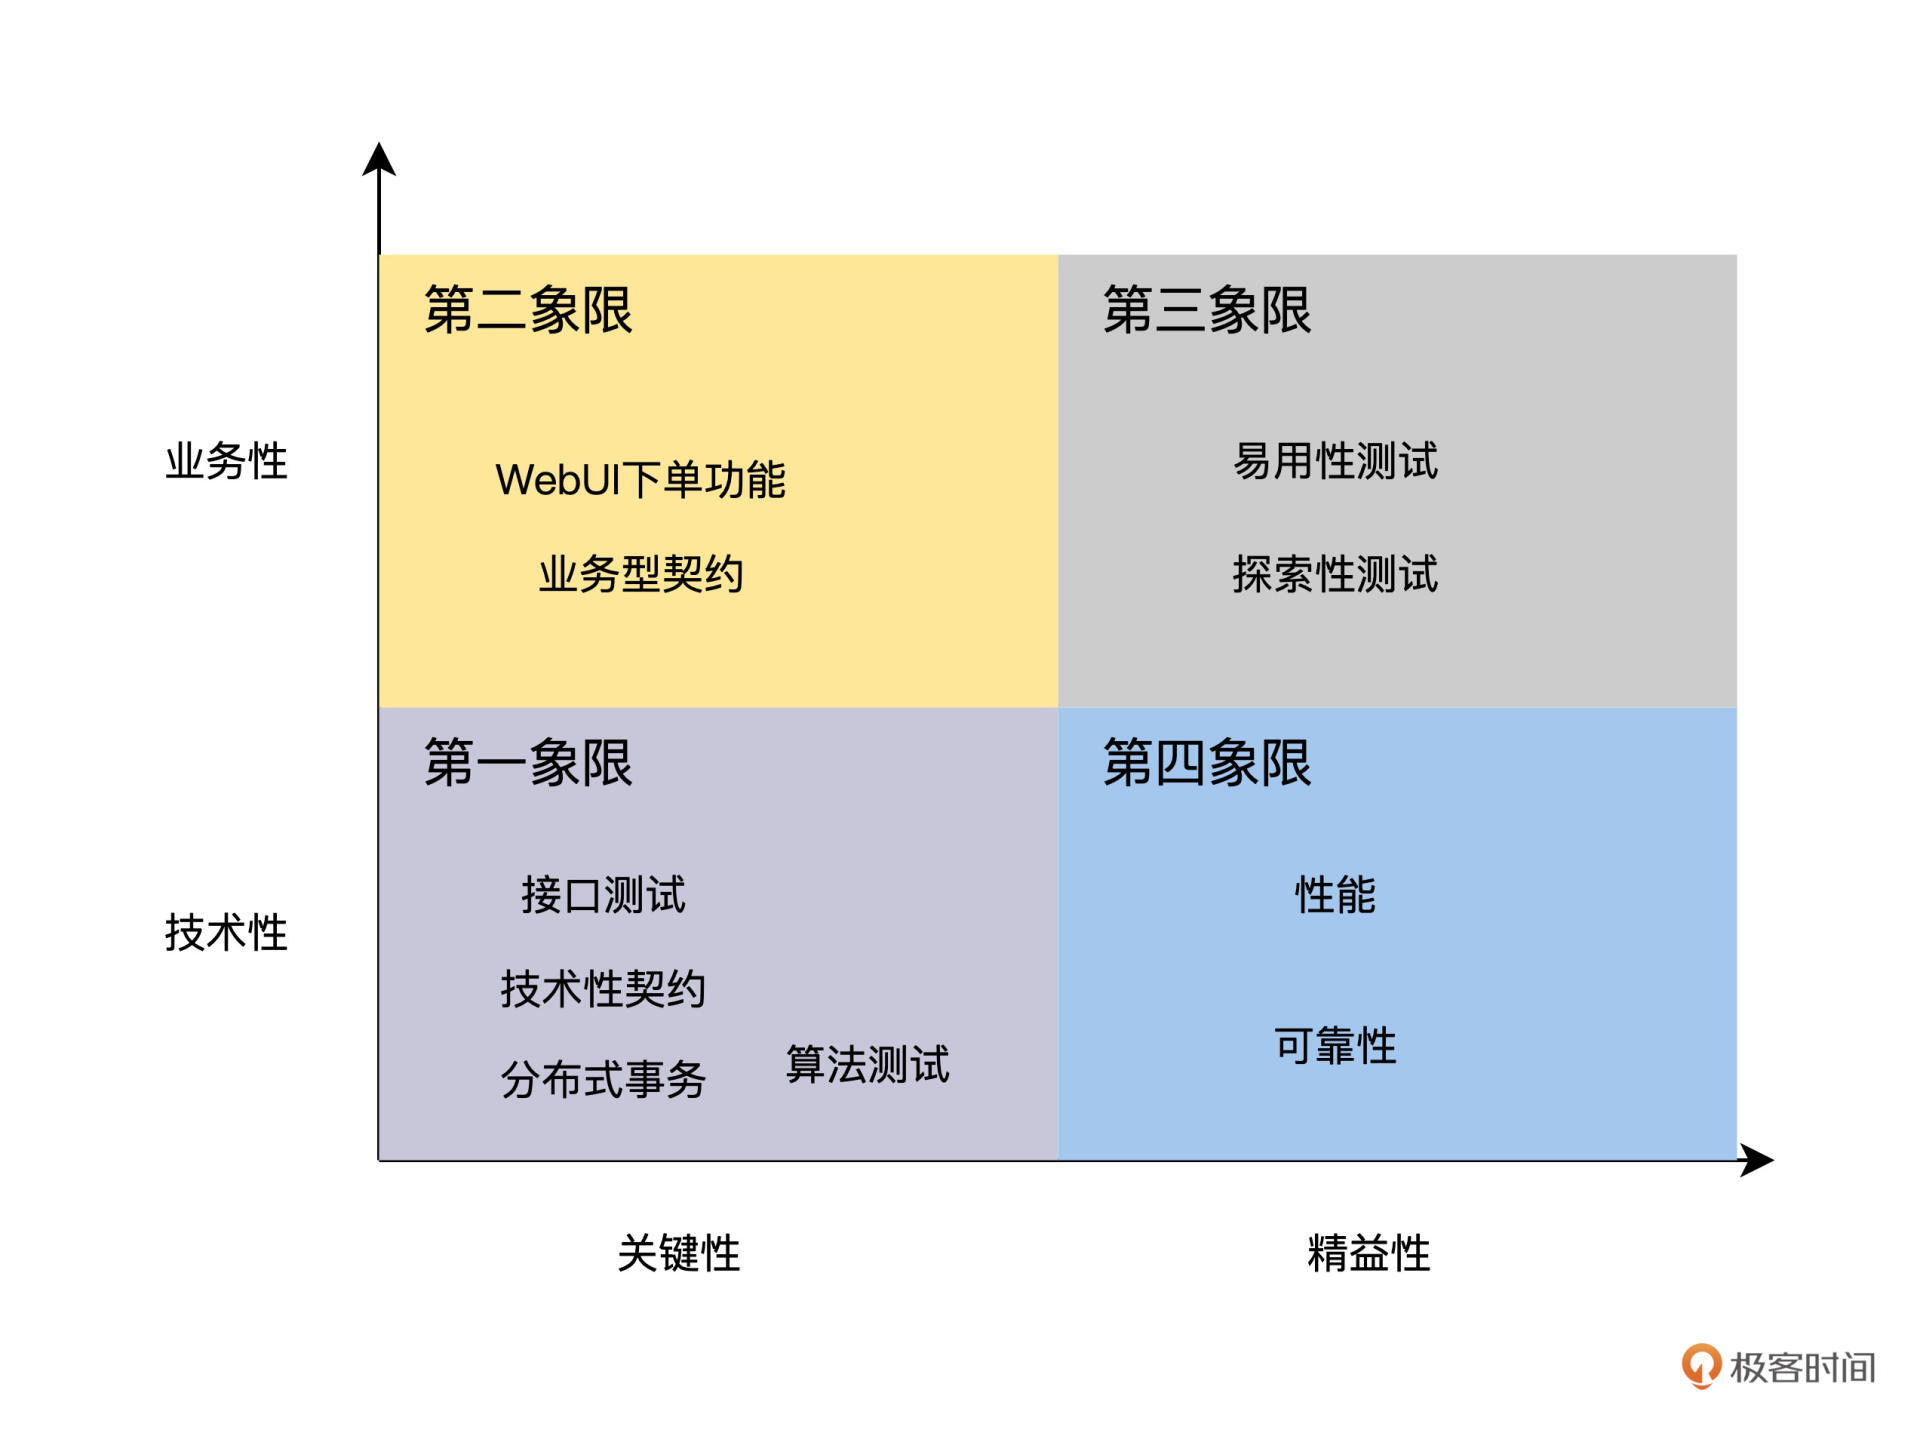 第二象限
第三象限
业务性
WebUI下单功能
易用性测试
业务型契约
探索性测试
第一象限
第四象限
技术性
接口测试
性能
技术性契约
可靠性
分布式事务
算法测试
关键性
精益性
极客时间